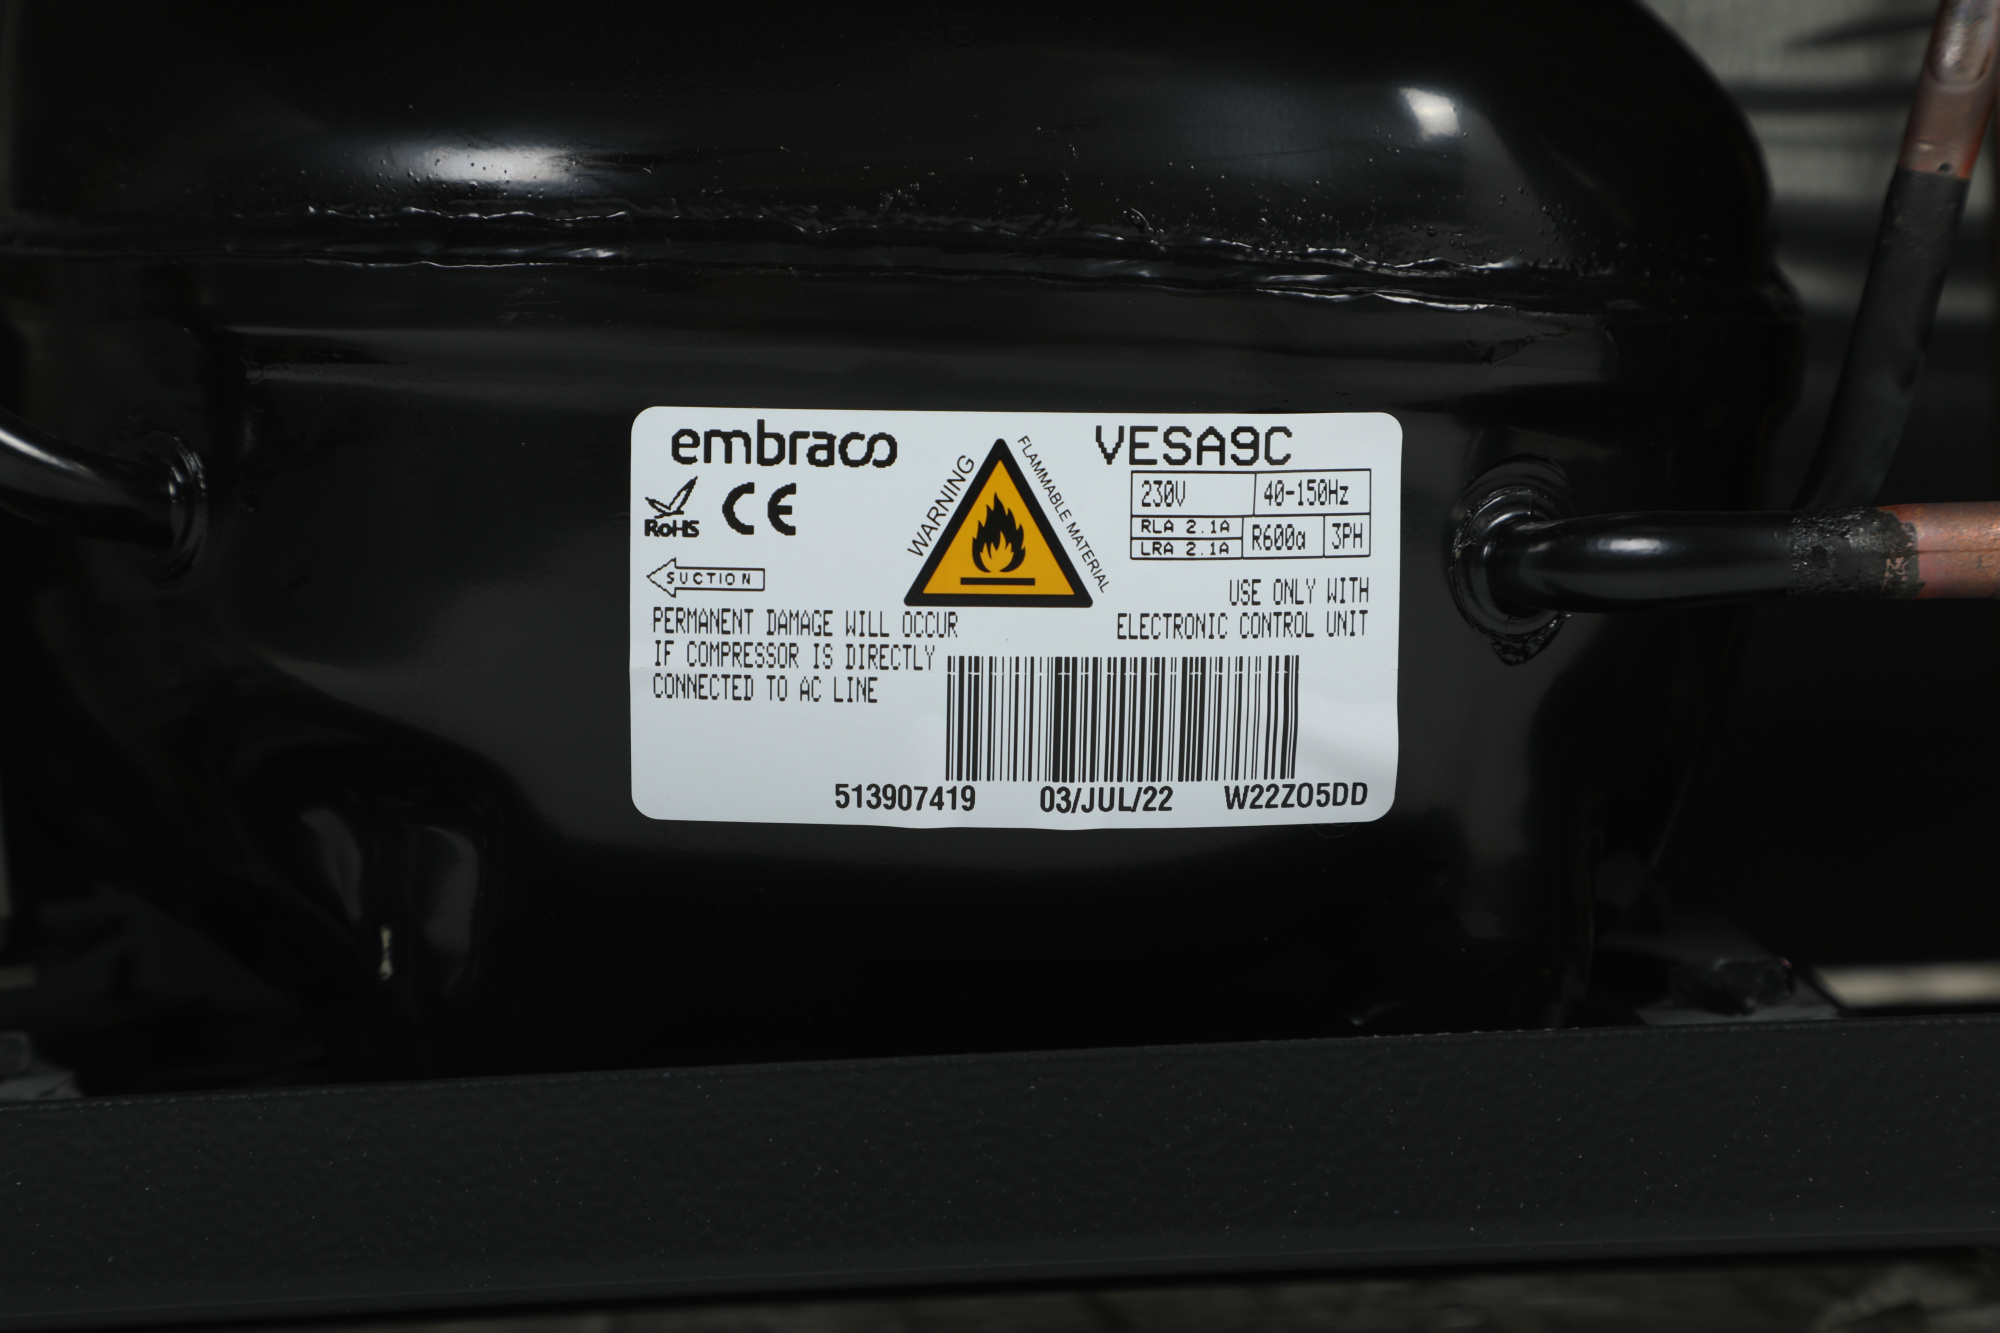 embraco
VESA9C
WARNING
FLAMMABLE MATERIAL
RoHS
CE
230V
40-150Hz
RLA 2.1A
LRA 2.1A
R600a
3PH
SUCTION
USE ONLY WITH
ELECTRONIC CONTROL UNIT
PERMANENT DAMAGE WILL OCCUR
IF COMPRESSOR IS DIRECTLY
CONNECTED TO AC LINE
513907419 03/JUL/22 W22Z05DD